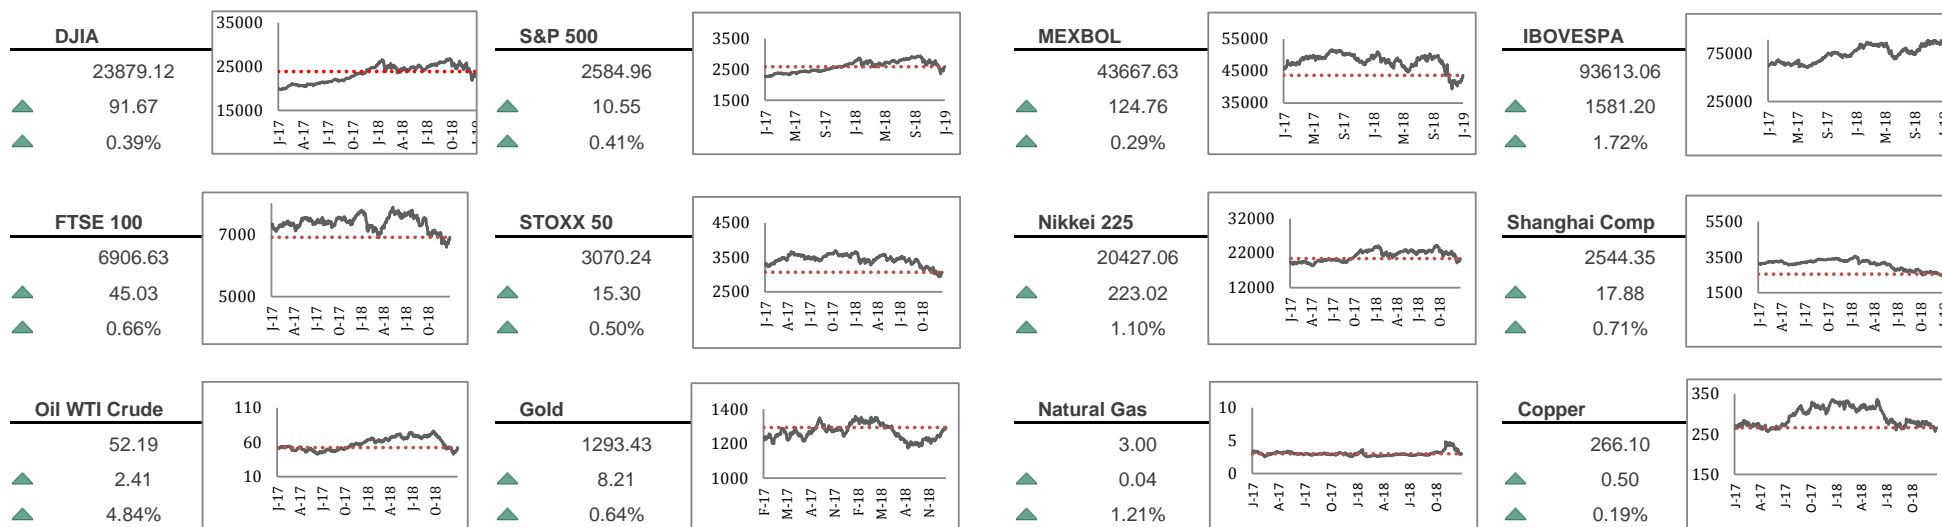 DJIA
23879.12
91.67
0.39%
35000
25000
15000
J-17
A-17
J-17
O-17
J-18
A-18
J-18
O-18
S&P 500
2584.96
10.55
0.41%
3500
2500
1500
J-17
M-17
S-17
J-18
M-18
S-18
J-19
MEXBOL
43667.63
124.76
0.29%
55000
45000
35000
J-17
M-17
S-17
J-18
M-18
S-18
J-19
IBOVESPA
93613.06
1581.20
1.72%
75000
25000
J-17
M-17
S-17
J-18
M-18
S-18
FTSE 100
6906.63
45.03
0.66%
7000
5000
J-17
A-17
J-17
O-17
J-18
A-18
J-18
O-18
STOXX 50
3070.24
15.30
0.50%
4500
3500
2500
J-17
A-17
J-17
O-17
J-18
A-18
J-18
O-18
Nikkei 225
20427.06
223.02
1.10%
32000
22000
12000
J-17
A-17
J-17
O-17
J-18
A-18
J-18
O-18
Shanghai Comp
2544.35
17.88
0.71%
5500
3500
1500
J-17
A-17
J-17
O-17
J-18
A-18
J-18
O-18
Oil WTI Crude
52.19
2.41
4.84%
110
60
10
J-17
A-17
J-17
O-17
J-18
A-18
J-18
O-18
Gold
1293.43
8.21
0.64%
1400
1200
1000
F-17
M-17
A-17
N-17
F-18
M-18
A-18
N-18
Natural Gas
3.00
0.04
1.21%
10
5
0
J-17
A-17
J-17
O-17
J-18
A-18
J-18
O-18
Copper
266.10
0.50
0.19%
350
250
150
J-17
A-17
J-17
O-17
J-18
A-18
J-18
O-18